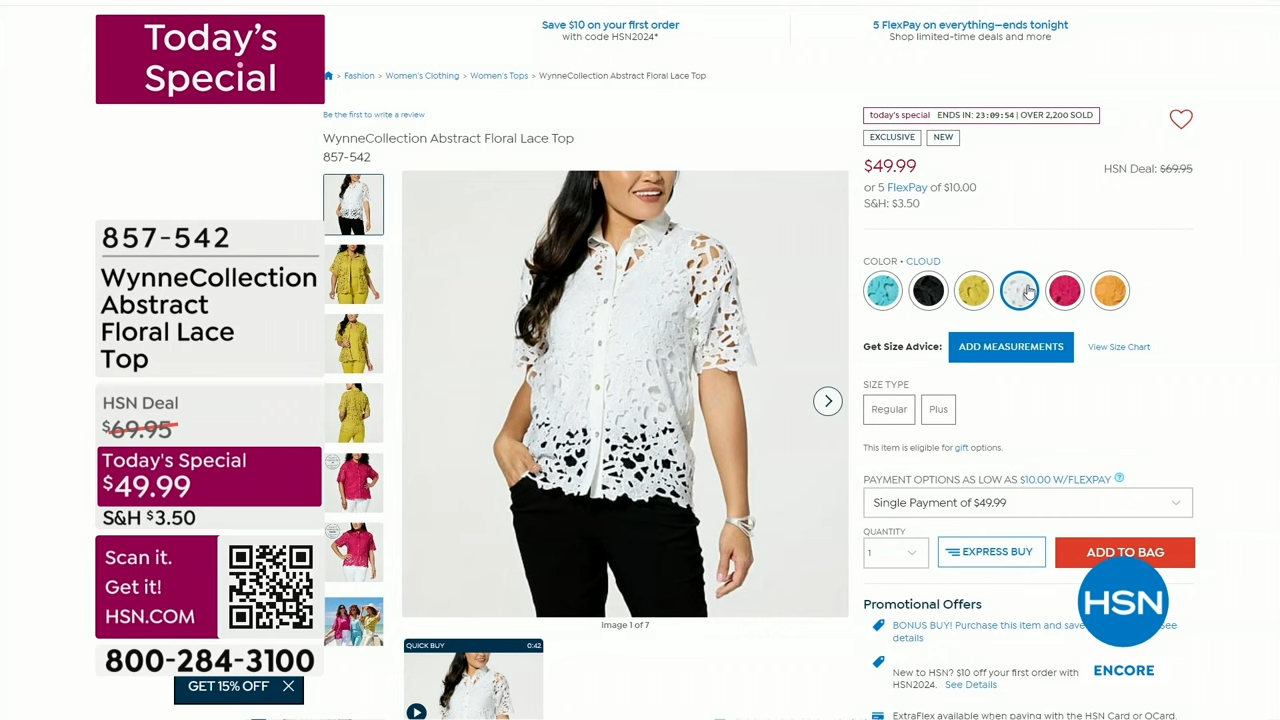 Today's
Special
Save $10 on your first order
with code HSN2024*
5 FlexPay on everything—ends tonight
Shop limited-time deals and more
> Fashion > Women's Clothing > Women's Tops > WynneCollection Abstract Floral Lace Top
Be the first to write a review
WynneCollection Abstract Floral Lace Top
857-542
857-542
WynneCollection
Abstract
Floral Lace
Top
HSN Deal
$69.95
Today's Special
$49.99
S&H $3.50
Scan it.
Get it!
HSN.COM
800-284-3100
GET 15% OFF
Image 1 of 7
QUICK BUY 0:42
today's special ENDS IN: 23:09:54 | OVER 2,200 SOLD
EXCLUSIVE NEW
$49.99
HSN Deal: $69.95
or 5 FlexPay of $10.00
S&H: $3.50
COLOR • CLOUD
Get Size Advice: ADD MEASUREMENTS View Size Chart
SIZE TYPE
Regular Plus
This item is eligible for gift options.
PAYMENT OPTIONS AS LOW AS $10.00 W/FLEXPAY
Single Payment of $49.99
QUANTITY
1 EXPRESS BUY ADD TO BAG
Promotional Offers
BONUS BUY! Purchase this item and save
See
details
New to HSN? $10 off your first order with
HSN2024. See Details
ExtraFlex available when paying with the HSN Card or QCard.
HSN
ENCORE